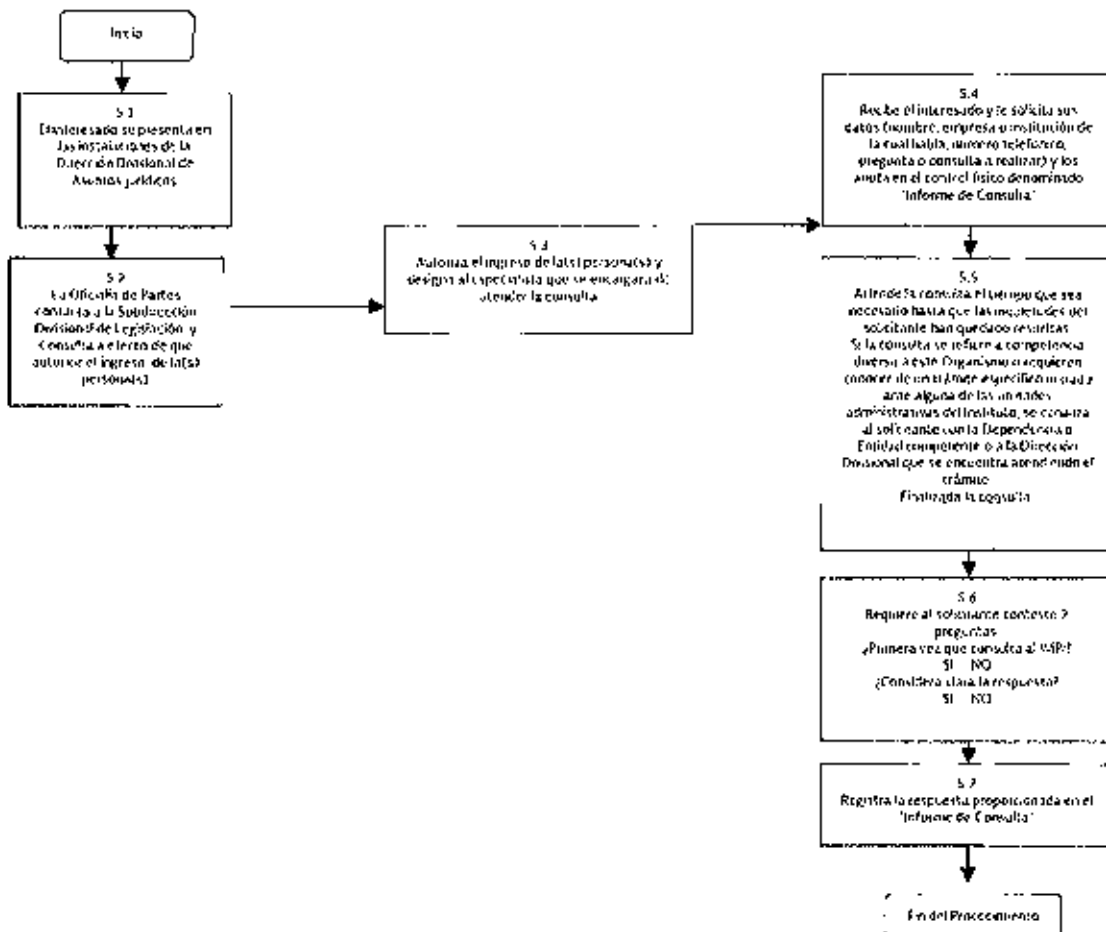 Inicia
5.1
El interesado se presenta en
las instalaciones de la
Dirección Divisional de
Asuntos Jurídicos
5.2
La Oficialía de Partes
contacta a la Subdirección
Divisional de Legislación y
Consulta a efecto de que
autorice el ingreso de la(s)
persona(s)
5.3
Autoriza el ingreso de la(s) persona(s) y
designa al especialista que se encargará de
atender la consulta
5.4
Recibe el interesado y le solicita sus
datos (nombre, empresa o institución de
la cual habla, número telefónico,
pregunta o consulta a realizar) y los
anota en el control físico denominado
"Informe de Consulta"
5.5
Atiende la consulta el tiempo que sea
necesario hasta que las inquietudes del
solicitante han quedado resueltas
Si la consulta se refiere a competencia
diversa a este Organismo o requieren
conocer de un trámite específico
ante alguna de las unidades
administrativas del Instituto, se canaliza
al solicitante con la Dependencia o
Entidad competente o a la Dirección
Divisional que se encuentra atendiendo el
trámite
Finalizada la consulta
5.6
Requiere al solicitante conteste 2
preguntas
¿Primera vez que consulta al IMPI?
SI NO
¿Considera clara la respuesta?
SI NO
5.7
Registra la respuesta proporcionada en el
"Informe de Consulta"
Fin del Procedimiento